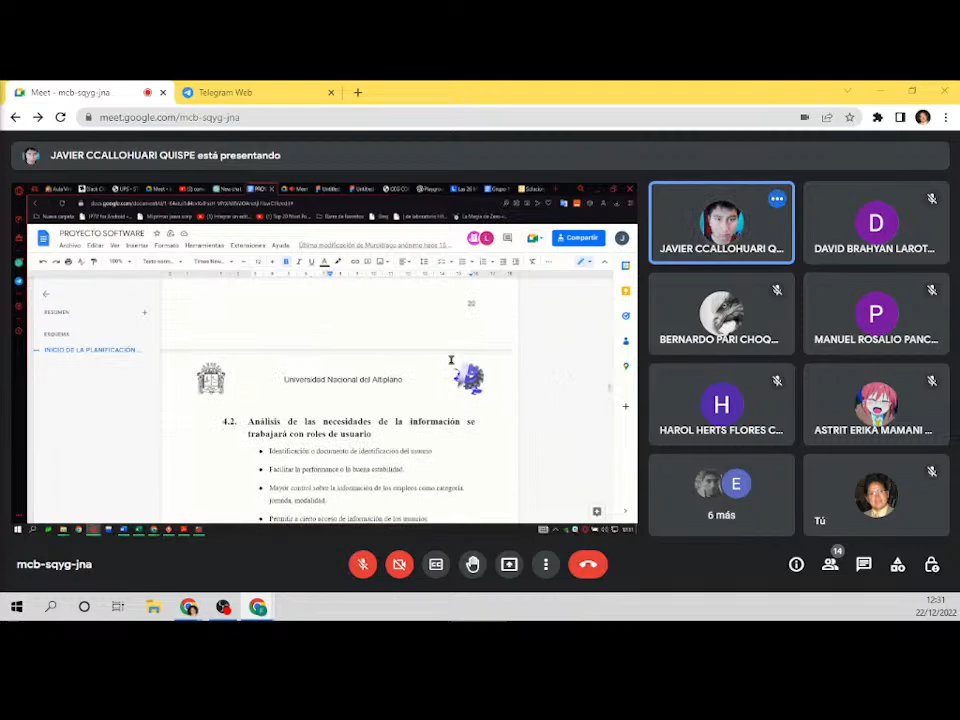 Meet - mcb-sqyg-jna
Telegram Web
meet.google.com/mcb-sqyg-jna
JAVIER CCALLOHUARI QUISPE está presentando
PROYECTO SOFTWARE
Archivo Editar Ver Insertar Formato Herramientas Extensiones Ayuda
Compartir
J
100%
12
RESUMEN
ESQUEMA
INICIO DE LA PLANIFICACIÓN...
Universidad Nacional del Altiplano
4.2. Análisis de las necesidades de la información se
trabajará con roles de usuario
Identificación o documento de identificación del usuario
Facilitar la performance o la buena estabilidad.
Mayor control sobre la información de los empleos como categoría,
jornada, modalidad.
Permitir a cierto acceso de información de los usuarios
JAVIER CCALLOHUARI Q...
D
DAVID BRAHYAN LAROT...
BERNARDO PARI CHOQ...
P
MANUEL ROSALIO PANC...
H
HAROL HERTS FLORES C...
ASTRIT ERIKA MAMANI ...
E
6 más
Tú
mcb-sqyg-jna
14
12:31
22/12/2022